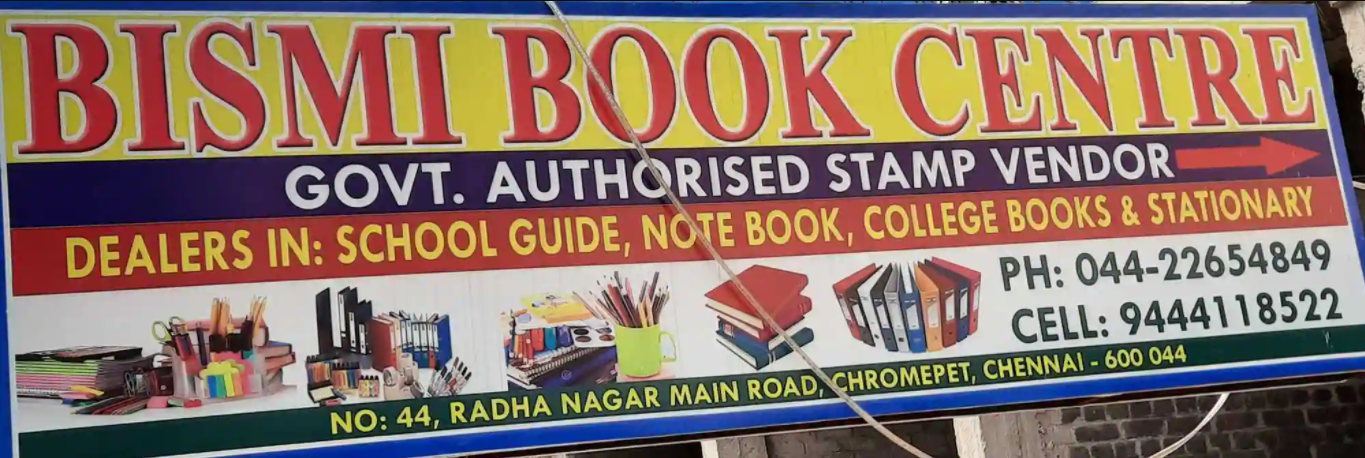 BISMI BOOK CENTRE
GOVT. AUTHORISED STAMP VENDOR
DEALERS IN: SCHOOL GUIDE, NOTE BOOK, COLLEGE BOOKS & STATIONARY
PH: 044-22654849
CELL: 9444118522
NO: 44, RADHA NAGAR MAIN ROAD, CHROMEPET, CHENNAI - 600 044